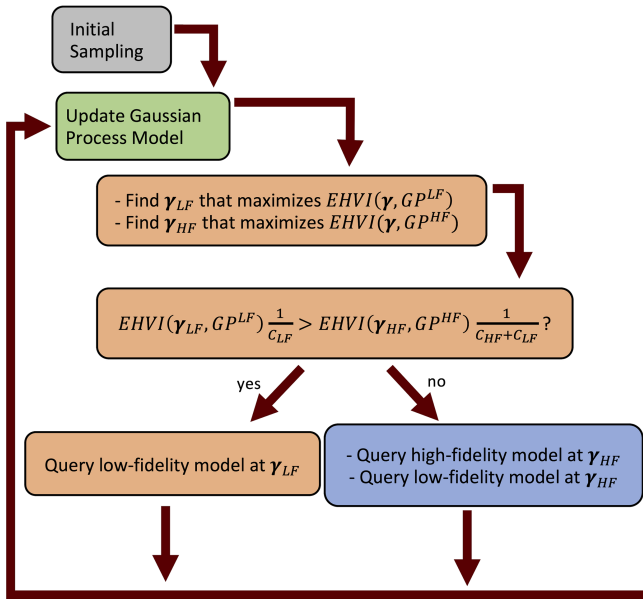 Initial
Sampling
Update Gaussian
Process Model
- Find γ_LF that maximizes EHVI(γ, GP^LF)
- Find γ_HF that maximizes EHVI(γ, GP^HF)
EHVI(γ_LF, GP^LF) 1/C_LF > EHVI(γ_HF, GP^HF) 1/(C_HF+C_LF) ?
yes
no
Query low-fidelity model at γ_LF
- Query high-fidelity model at γ_HF
- Query low-fidelity model at γ_HF